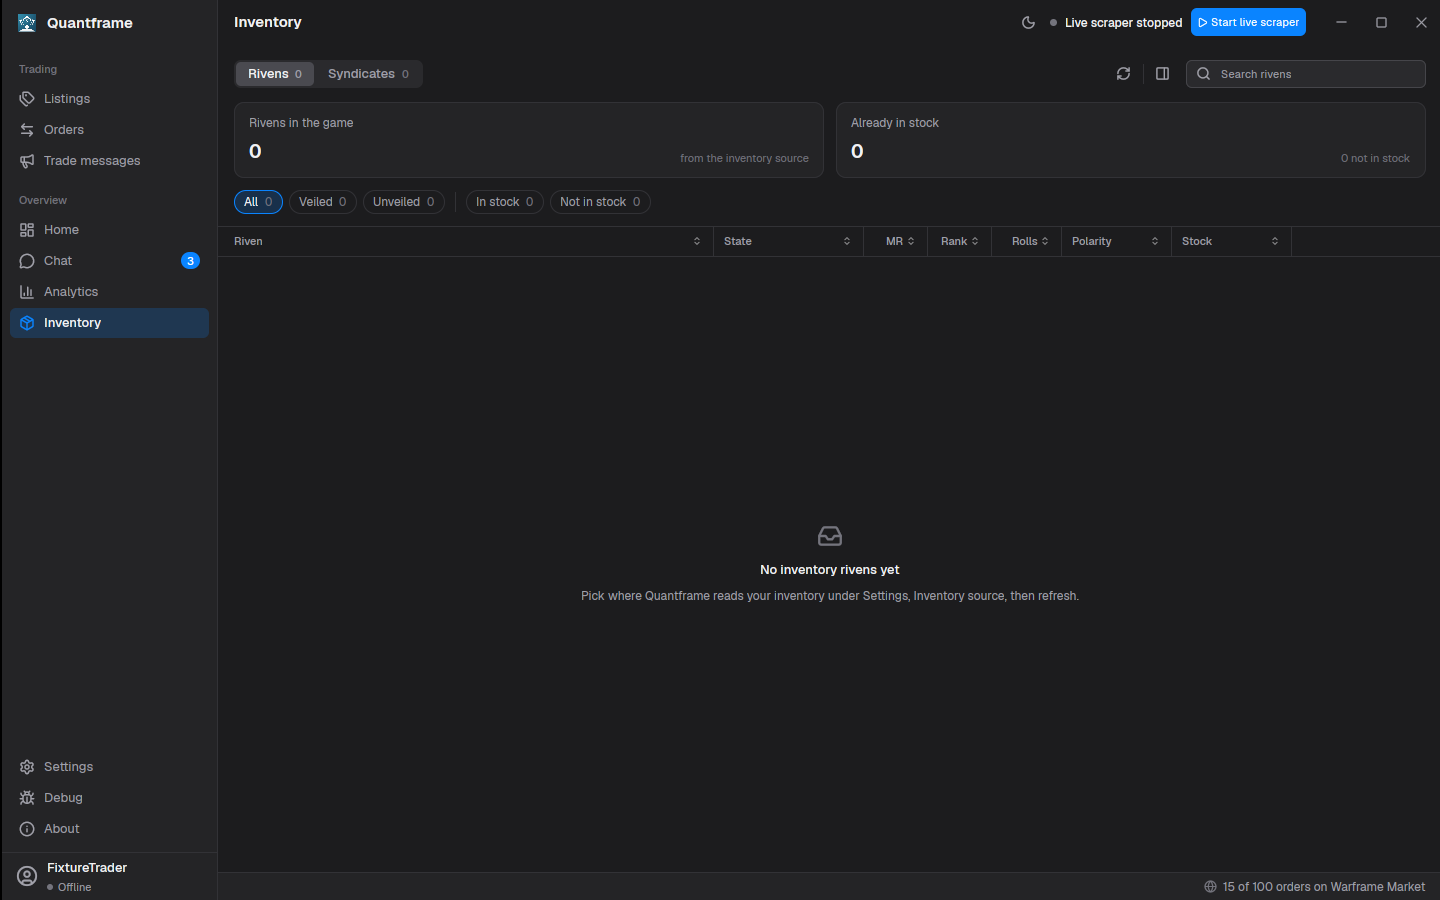 Quantframe
Inventory
Live scraper stopped
Start live scraper
Trading
Listings
Orders
Trade messages
Overview
Home
Chat 3
Analytics
Inventory
Rivens 0
Syndicates 0
Search rivens
Rivens in the game
0
from the inventory source
Already in stock
0
0 not in stock
All 0
Veiled 0
Unveiled 0
In stock 0
Not in stock 0
Riven
State
MR
Rank
Rolls
Polarity
Stock
No inventory rivens yet
Pick where Quantframe reads your inventory under Settings, Inventory source, then refresh.
Settings
Debug
About
FixtureTrader
Offline
15 of 100 orders on Warframe Market